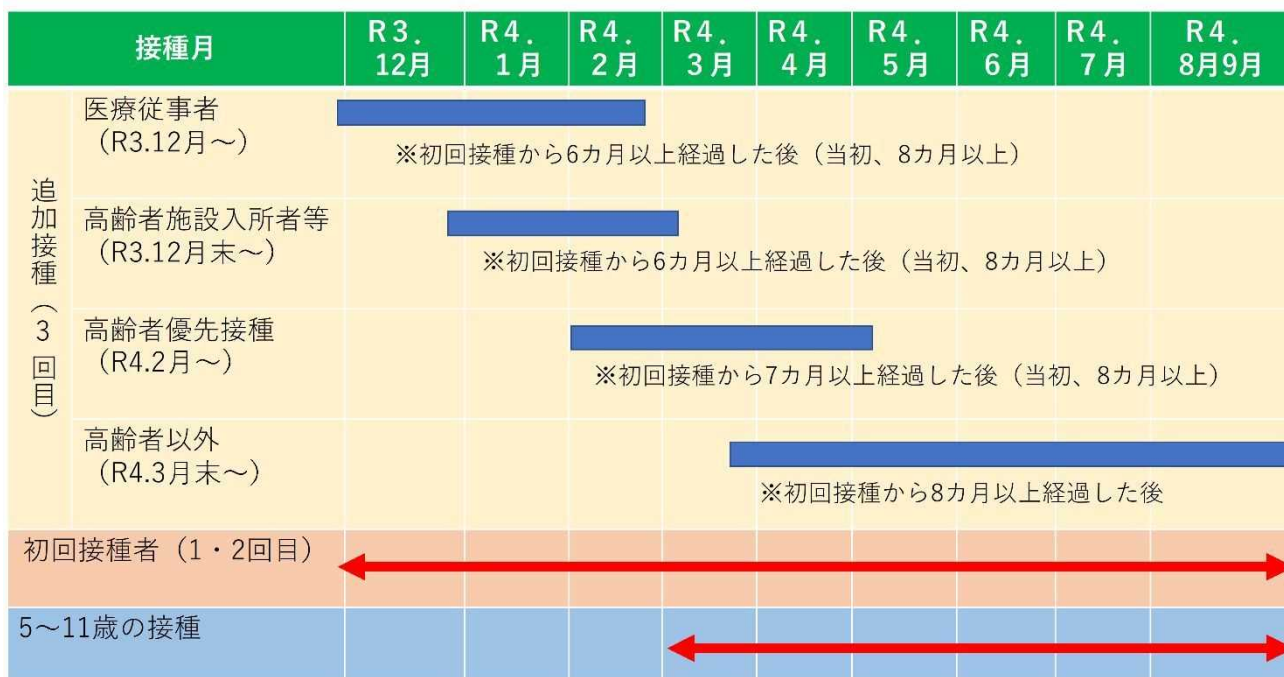 接種月
R3.
12月
R4.
1月
R4.
2月
R4.
3月
R4.
4月
R4.
5月
R4.
6月
R4.
7月
R4.
8月9月
追加接種（3回目）
医療従事者
（R3.12月～）
※初回接種から6カ月以上経過した後（当初、8カ月以上）
高齢者施設入所者等
（R3.12月末～）
※初回接種から6カ月以上経過した後（当初、8カ月以上）
高齢者優先接種
（R4.2月～）
※初回接種から7カ月以上経過した後（当初、8カ月以上）
高齢者以外
（R4.3月末～）
※初回接種から8カ月以上経過した後
初回接種者（1・2回目）
5～11歳の接種